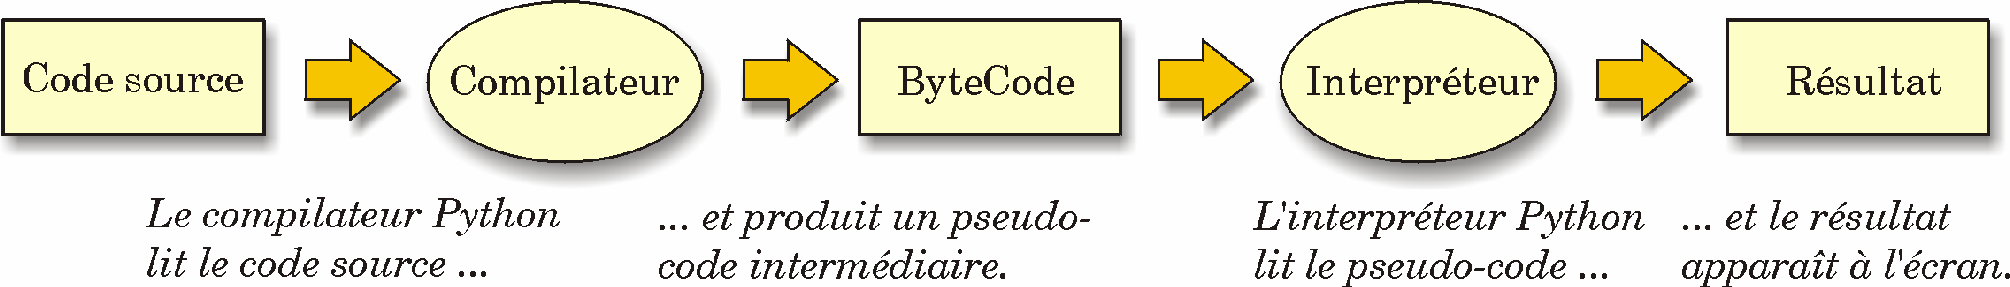 Code source
Compilateur
ByteCode
Interpréteur
Résultat
Le compilateur Python
lit le code source ...
... et produit un pseudo-
code intermédiaire.
L'interpréteur Python
lit le pseudo-code ...
... et le résultat
apparaît à l'écran.